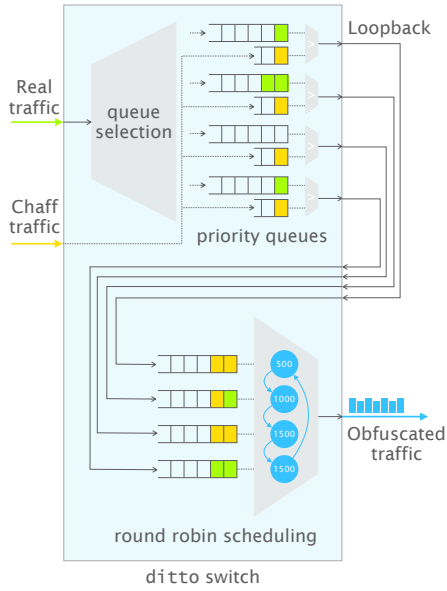 Loopback
Real
traffic
queue
selection
Chaff
traffic
priority queues
500
1000
1500
1500
Obfuscated
traffic
round robin scheduling
ditto switch